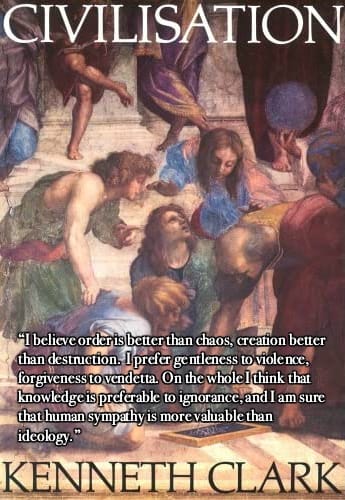 CIVILISATION
“I believe order is better than chaos, creation better
than destruction. I prefer gentleness to violence,
forgiveness to vendetta. On the whole I think that
knowledge is preferable to ignorance, and I am sure
that human sympathy is more valuable than
ideology.”
KENNETH CLARK